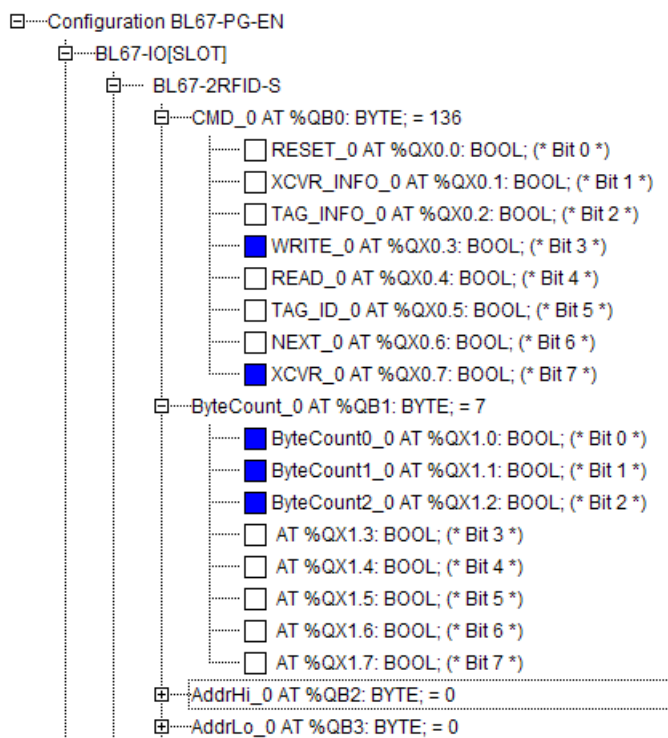 Configuration BL67-PG-EN
BL67-IO[SLOT]
BL67-2RFID-S
CMD_0 AT %QB0: BYTE; = 136
RESET_0 AT %QX0.0: BOOL; (* Bit 0 *)
XCVR_INFO_0 AT %QX0.1: BOOL; (* Bit 1 *)
TAG_INFO_0 AT %QX0.2: BOOL; (* Bit 2 *)
WRITE_0 AT %QX0.3: BOOL; (* Bit 3 *)
READ_0 AT %QX0.4: BOOL; (* Bit 4 *)
TAG_ID_0 AT %QX0.5: BOOL; (* Bit 5 *)
NEXT_0 AT %QX0.6: BOOL; (* Bit 6 *)
XCVR_0 AT %QX0.7: BOOL; (* Bit 7 *)
ByteCount_0 AT %QB1: BYTE; = 7
ByteCount0_0 AT %QX1.0: BOOL; (* Bit 0 *)
ByteCount1_0 AT %QX1.1: BOOL; (* Bit 1 *)
ByteCount2_0 AT %QX1.2: BOOL; (* Bit 2 *)
AT %QX1.3: BOOL; (* Bit 3 *)
AT %QX1.4: BOOL; (* Bit 4 *)
AT %QX1.5: BOOL; (* Bit 5 *)
AT %QX1.6: BOOL; (* Bit 6 *)
AT %QX1.7: BOOL; (* Bit 7 *)
AddrHi_0 AT %QB2: BYTE; = 0
AddrLo_0 AT %QB3: BYTE; = 0